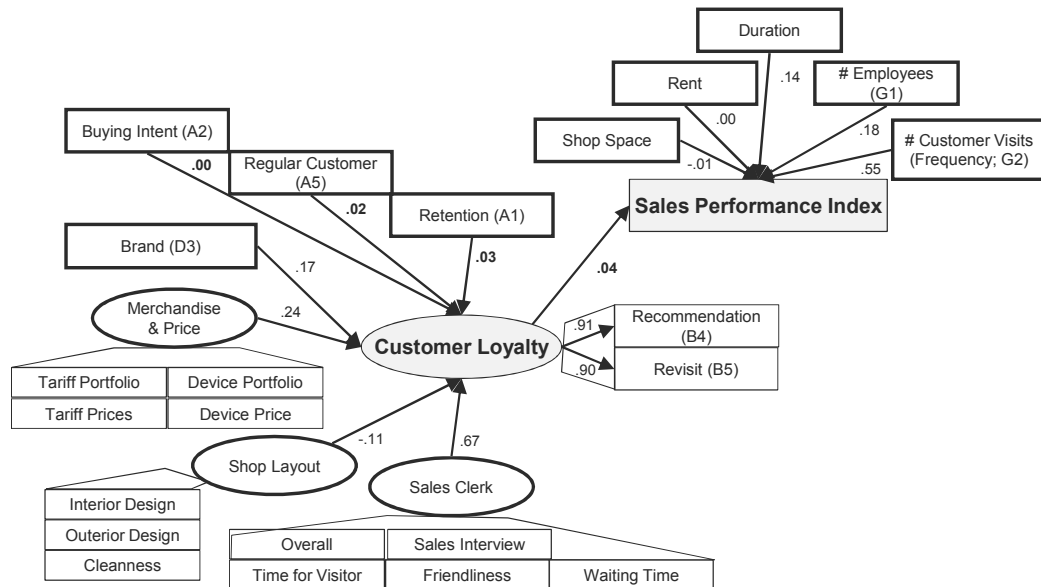 Duration
.14
Rent
# Employees
(G1)
.00
.18
Shop Space
# Customer Visits
(Frequency; G2)
-.01
.55
Sales Performance Index
Buying Intent (A2)
.00
Regular Customer
(A5)
.02
Retention (A1)
.03
Brand (D3)
.17
.04
Merchandise
& Price
.24
Customer Loyalty
.91
Recommendation
(B4)
.90
Revisit (B5)
Tariff Portfolio
Device Portfolio
Tariff Prices
Device Price
-.11
.67
Shop Layout
Sales Clerk
Interior Design
Outerior Design
Cleanness
Overall
Sales Interview
Time for Visitor
Friendliness
Waiting Time